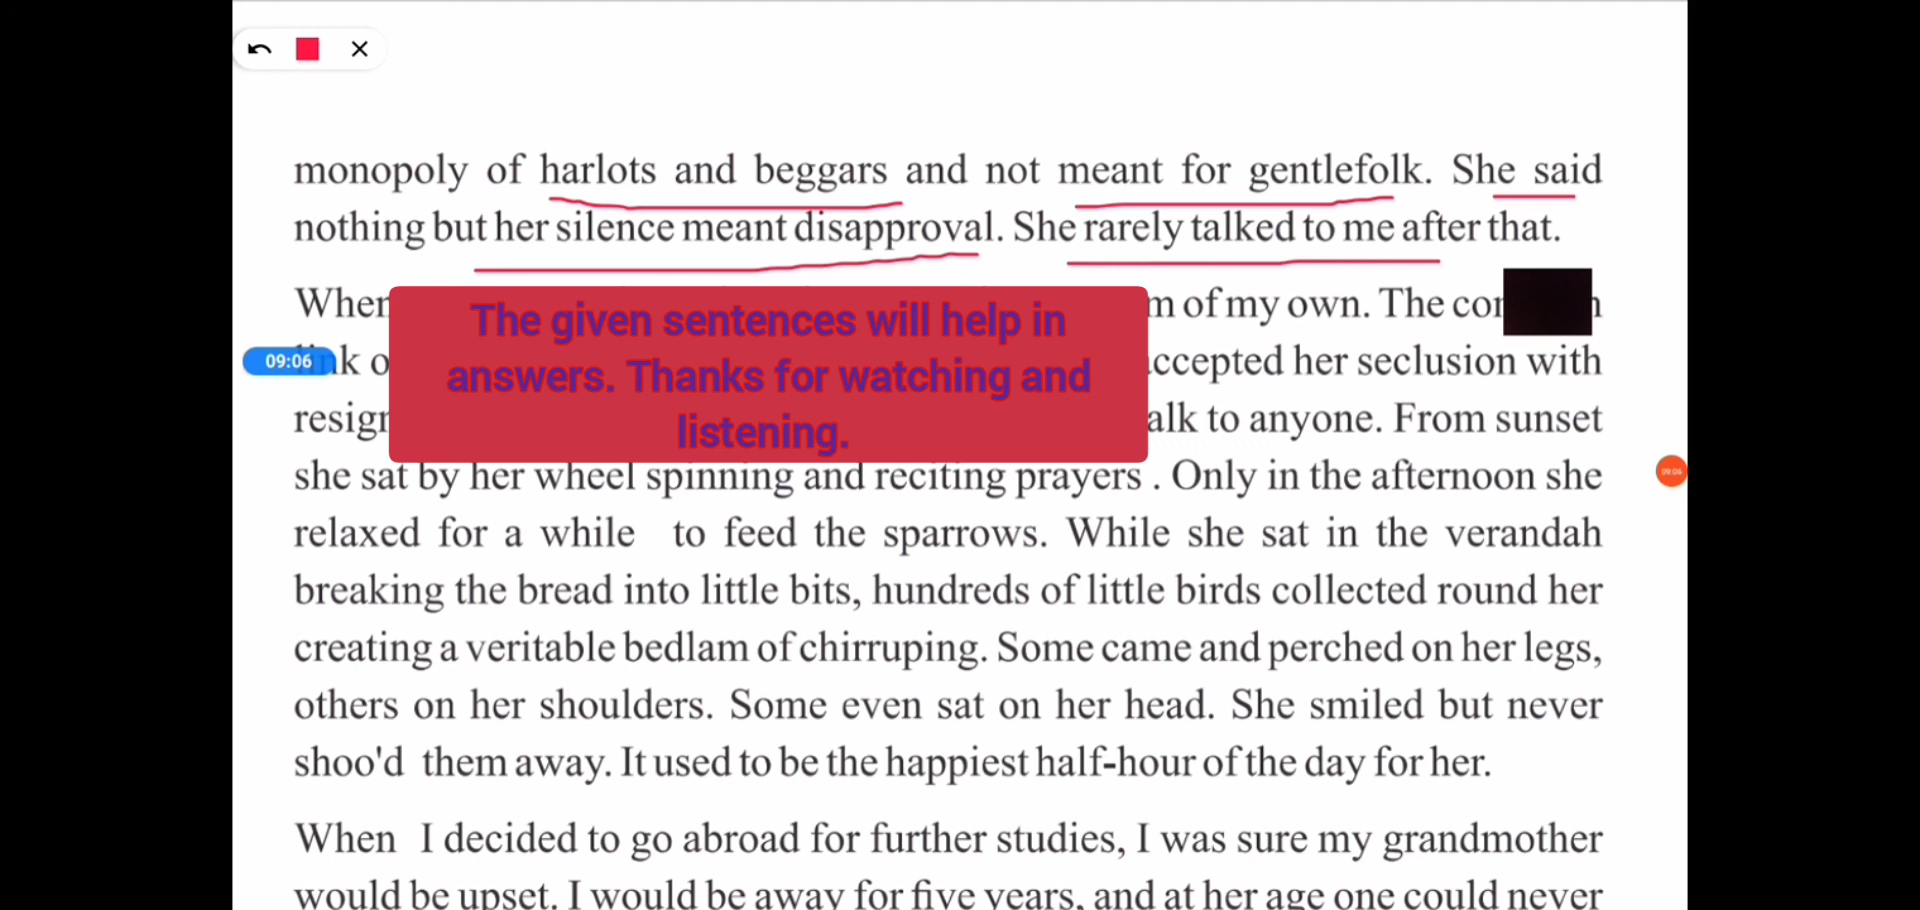 monopoly of harlots and beggars and not meant for gentlefolk. She said
nothing but her silence meant disapproval. She rarely talked to me after that.
The given sentences will help in
answers. Thanks for watching and
listening.
of my own. The
09:06
her seclusion with
to anyone. From sunset
09:06
she sat by her wheel spinning and reciting prayers . Only in the afternoon she
relaxed for a while to feed the sparrows. While she sat in the verandah
breaking the bread into little bits, hundreds of little birds collected round her
creating a veritable bedlam of chirruping. Some came and perched on her legs,
others on her shoulders. Some even sat on her head. She smiled but never
shoo'd them away. It used to be the happiest half-hour of the day for her.
When I decided to go abroad for further studies, I was sure my grandmother
would be upset. I would be away for five years, and at her age one could never